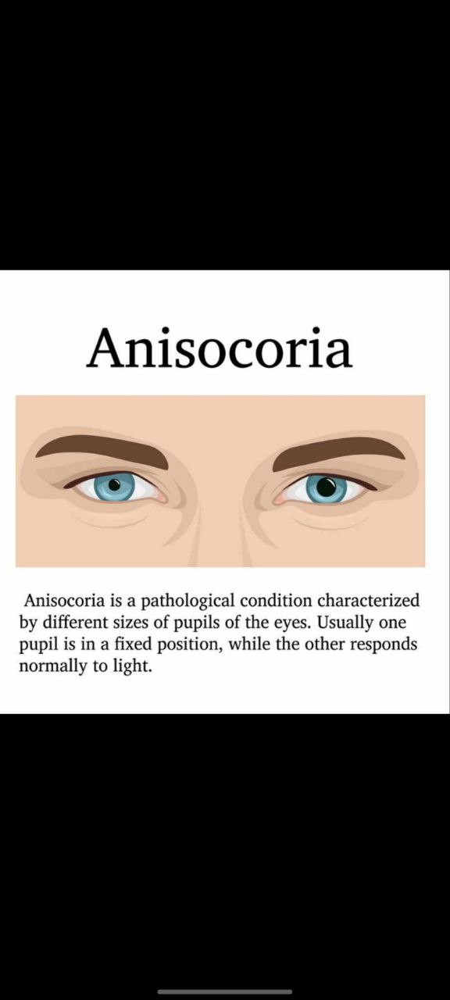 Anisocoria
Anisocoria is a pathological condition characterized
by different sizes of pupils of the eyes. Usually one
pupil is in a fixed position, while the other responds
normally to light.